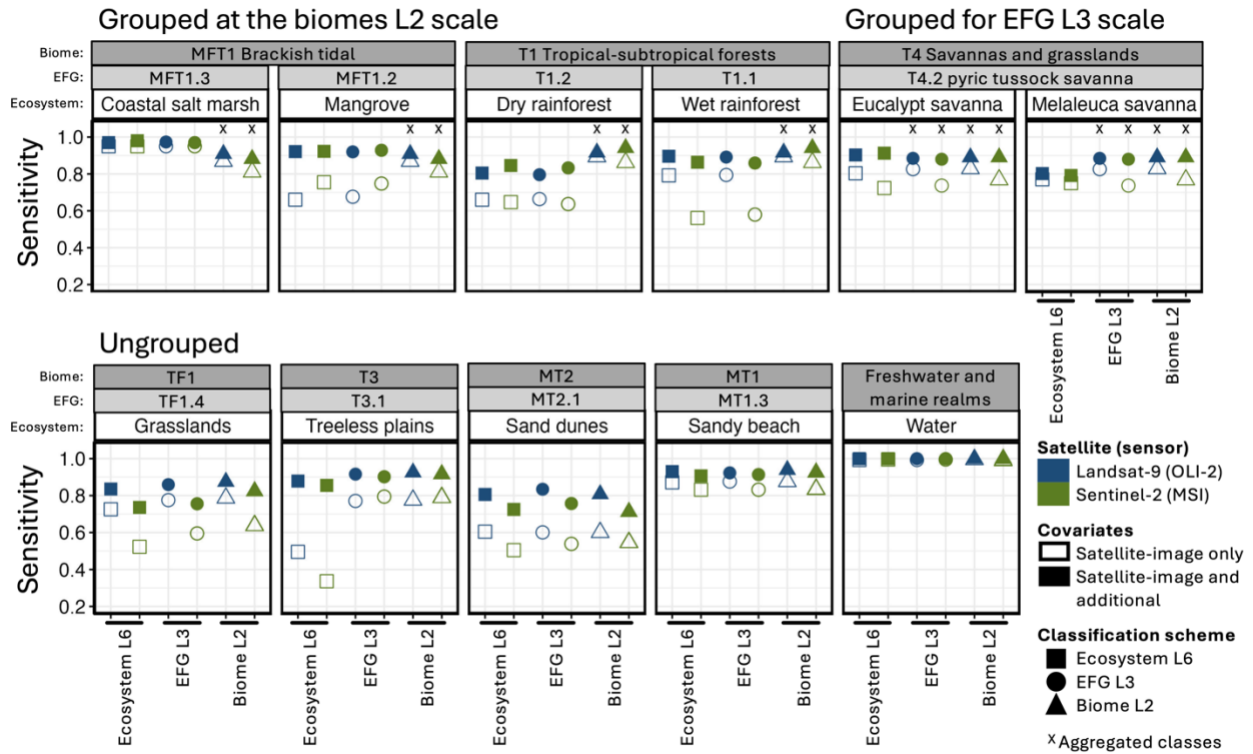 Grouped at the biomes L2 scale
Grouped for EFG L3 scale
Biome: MFT1 Brackish tidal T1 Tropical-subtropical forests T4 Savannas and grasslands
EFG: MFT1.3 MFT1.2 T1.2 T1.1 T4.2 pyric tussock savanna
Ecosystem: Coastal salt marsh Mangrove Dry rainforest Wet rainforest Eucalypt savanna Melaleuca savanna
x x x x x x x x x x x x x x x x
Sensitivity
1.0
0.8
0.6
0.4
0.2
Ecosystem L6
EFG L3
Biome L2
Ungrouped
Biome: TF1 T3 MT2 MT1 Freshwater and
EFG: TF1.4 T3.1 MT2.1 MT1.3 marine realms
Ecosystem: Grasslands Treeless plains Sand dunes Sandy beach Water
Sensitivity
1.0
0.8
0.6
0.4
0.2
Ecosystem L6 EFG L3 Biome L2 Ecosystem L6 EFG L3 Biome L2 Ecosystem L6 EFG L3 Biome L2 Ecosystem L6 EFG L3 Biome L2 Ecosystem L6 EFG L3 Biome L2
Satellite (sensor)
Landsat-9 (OLI-2)
Sentinel-2 (MSI)
Covariates
Satellite-image only
Satellite-image and
additional
Classification scheme
Ecosystem L6
EFG L3
Biome L2
x Aggregated classes